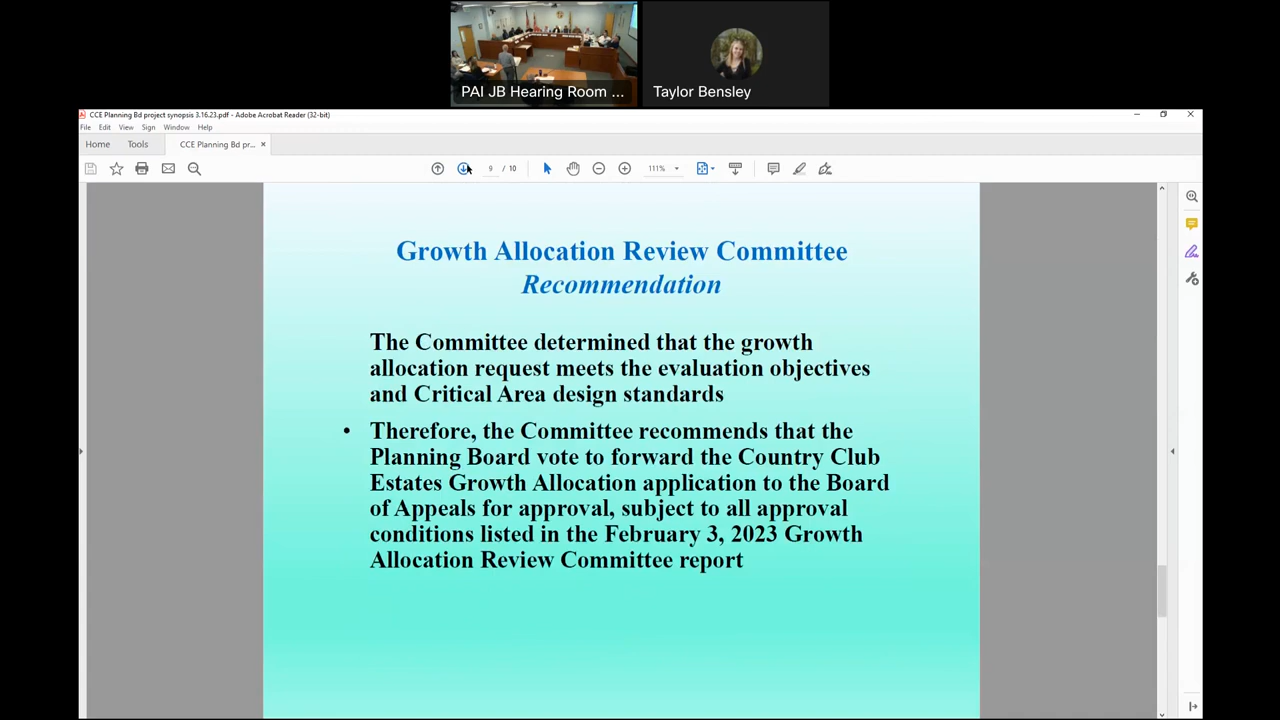 PAI JB Hearing Room ...
Taylor Bensley
CCE Planning Bd project synopsis 3.16.23.pdf - Adobe Acrobat Reader (32-bit)
File Edit View Sign Window Help
Home Tools CCE Planning Bd pr... ×
9 / 10 111%
Growth Allocation Review Committee
Recommendation
The Committee determined that the growth
allocation request meets the evaluation objectives
and Critical Area design standards
• Therefore, the Committee recommends that the
Planning Board vote to forward the Country Club
Estates Growth Allocation application to the Board
of Appeals for approval, subject to all approval
conditions listed in the February 3, 2023 Growth
Allocation Review Committee report